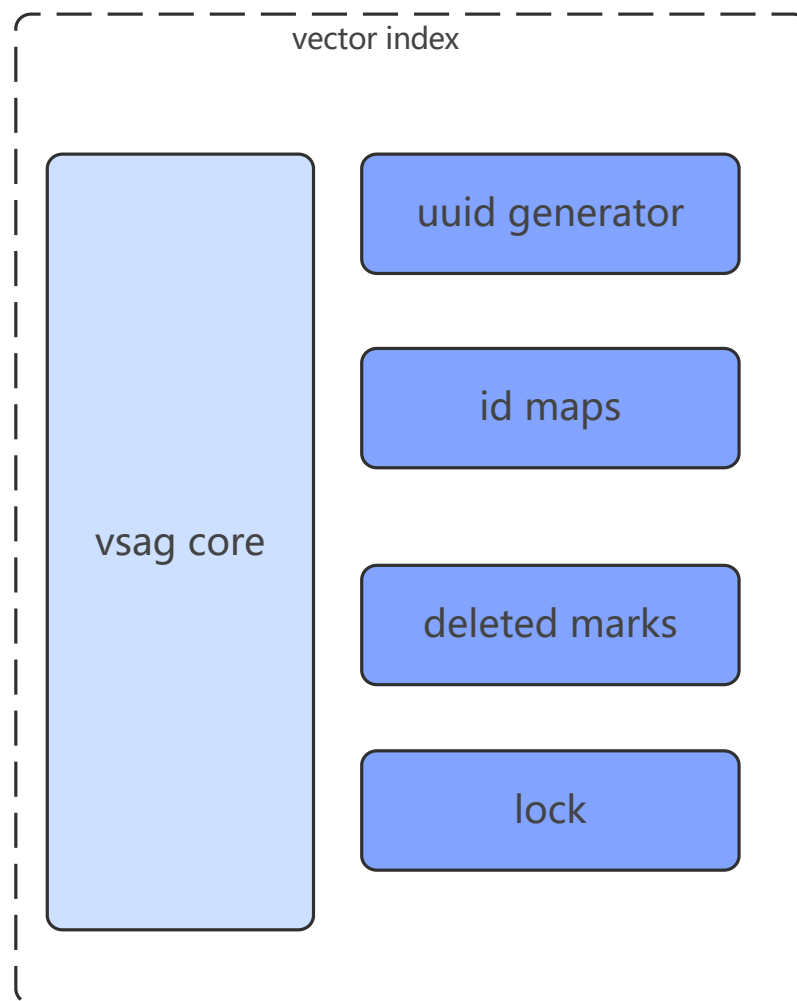 vector index
vsag core
uuid generator
id maps
deleted marks
lock